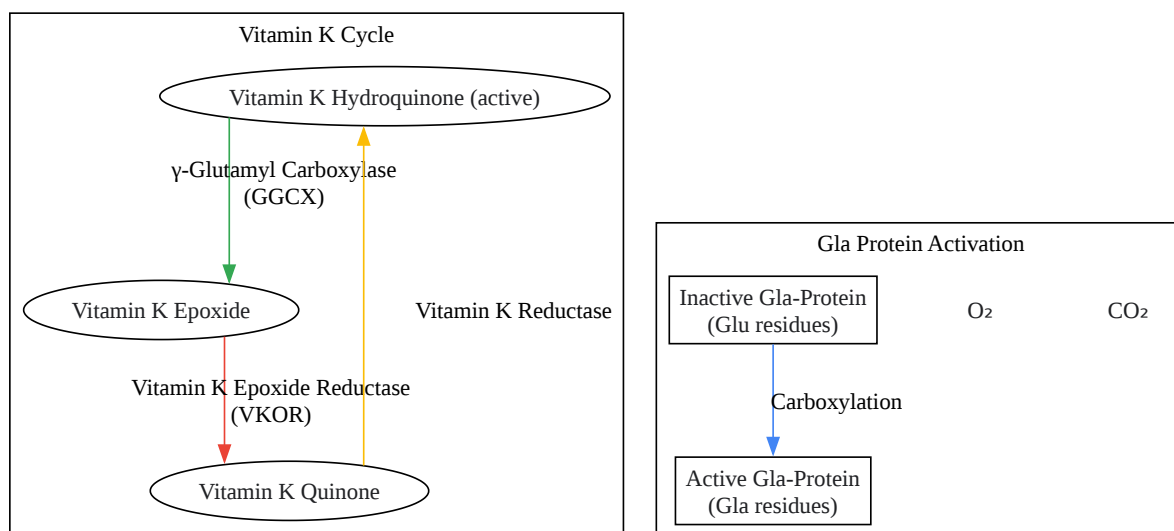 Vitamin K Cycle
Vitamin K Hydroquinone (active)
γ-Glutamyl Carboxylase
(GGCX)
Vitamin K Epoxide
Vitamin K Reductase
Vitamin K Epoxide Reductase
(VKOR)
Vitamin K Quinone
Gla Protein Activation
Inactive Gla-Protein
(Glu residues)
O₂
CO₂
Carboxylation
Active Gla-Protein
(Gla residues)